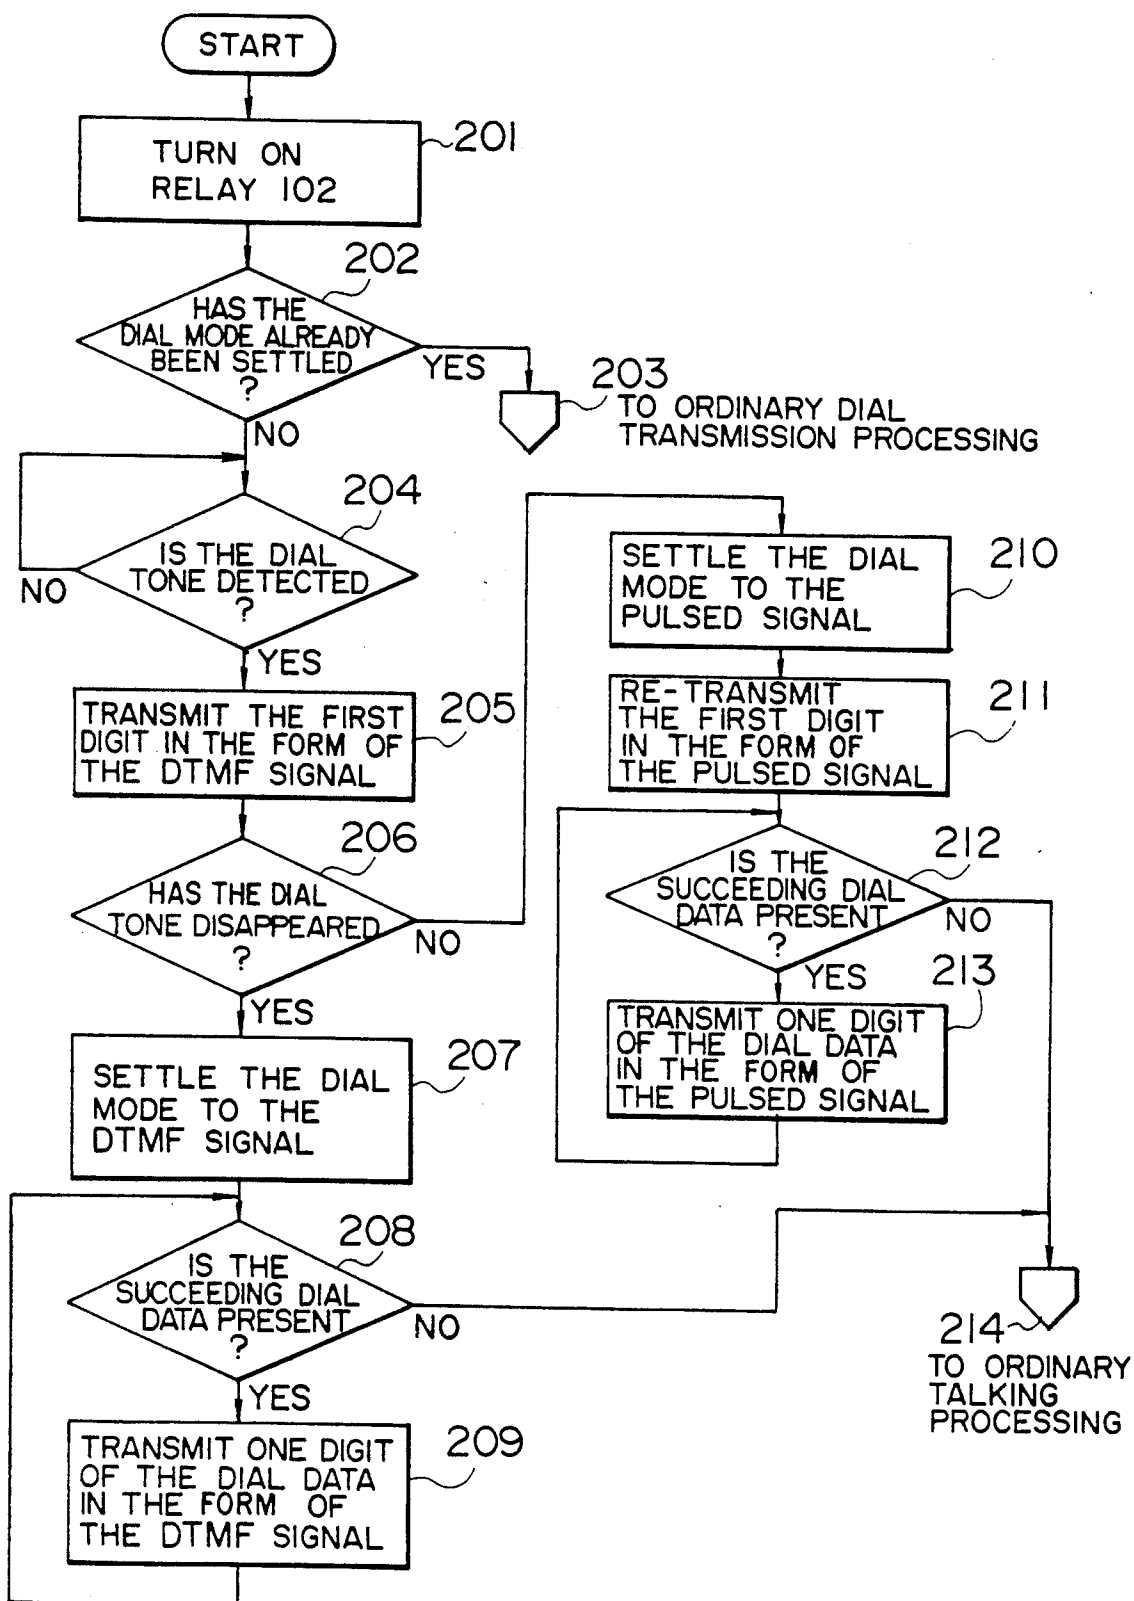 START
201
TURN ON
RELAY 102
202
HAS THE
DIAL MODE ALREADY
BEEN SETTLED
?
YES
NO
203
TO ORDINARY DIAL
TRANSMISSION PROCESSING
204
IS THE DIAL
TONE DETECTED
?
NO
YES
205
TRANSMIT THE FIRST
DIGIT IN THE FORM OF
THE DTMF SIGNAL
206
HAS THE DIAL
TONE DISAPPEARED
?
NO
YES
207
SETTLE THE DIAL
MODE TO THE
DTMF SIGNAL
208
IS THE
SUCCEEDING DIAL
DATA PRESENT
?
NO
YES
209
TRANSMIT ONE DIGIT
OF THE DIAL DATA
IN THE FORM OF
THE DTMF SIGNAL
210
SETTLE THE DIAL
MODE TO THE
PULSED SIGNAL
211
RE-TRANSMIT
THE FIRST DIGIT
IN THE FORM OF
THE PULSED SIGNAL
212
IS THE
SUCCEEDING DIAL
DATA PRESENT
?
NO
YES
213
TRANSMIT ONE DIGIT
OF THE DIAL DATA
IN THE FORM OF
THE PULSED SIGNAL
214
TO ORDINARY
TALKING
PROCESSING